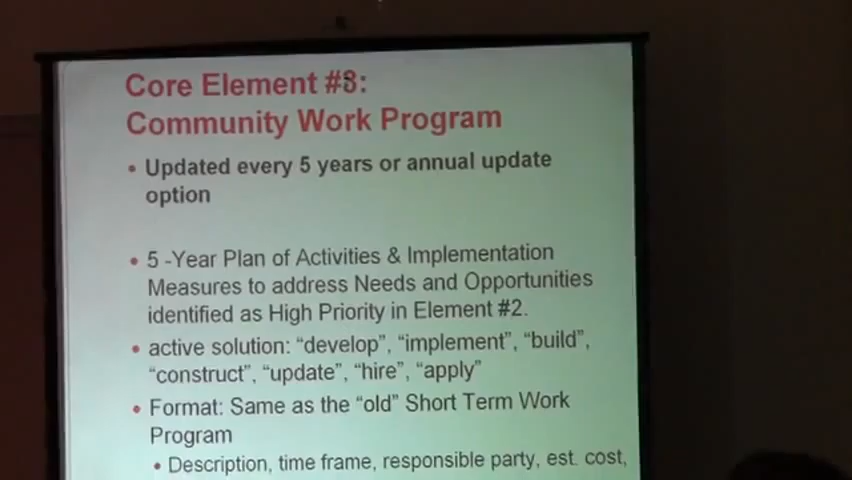 Core Element #3:
Community Work Program
• Updated every 5 years or annual update
option
• 5 -Year Plan of Activities & Implementation
Measures to address Needs and Opportunities
identified as High Priority in Element #2.
• active solution: “develop”, “implement”, “build”,
“construct”, “update”, “hire”, “apply”
• Format: Same as the “old” Short Term Work
Program
• Description, time frame, responsible party, est. cost,